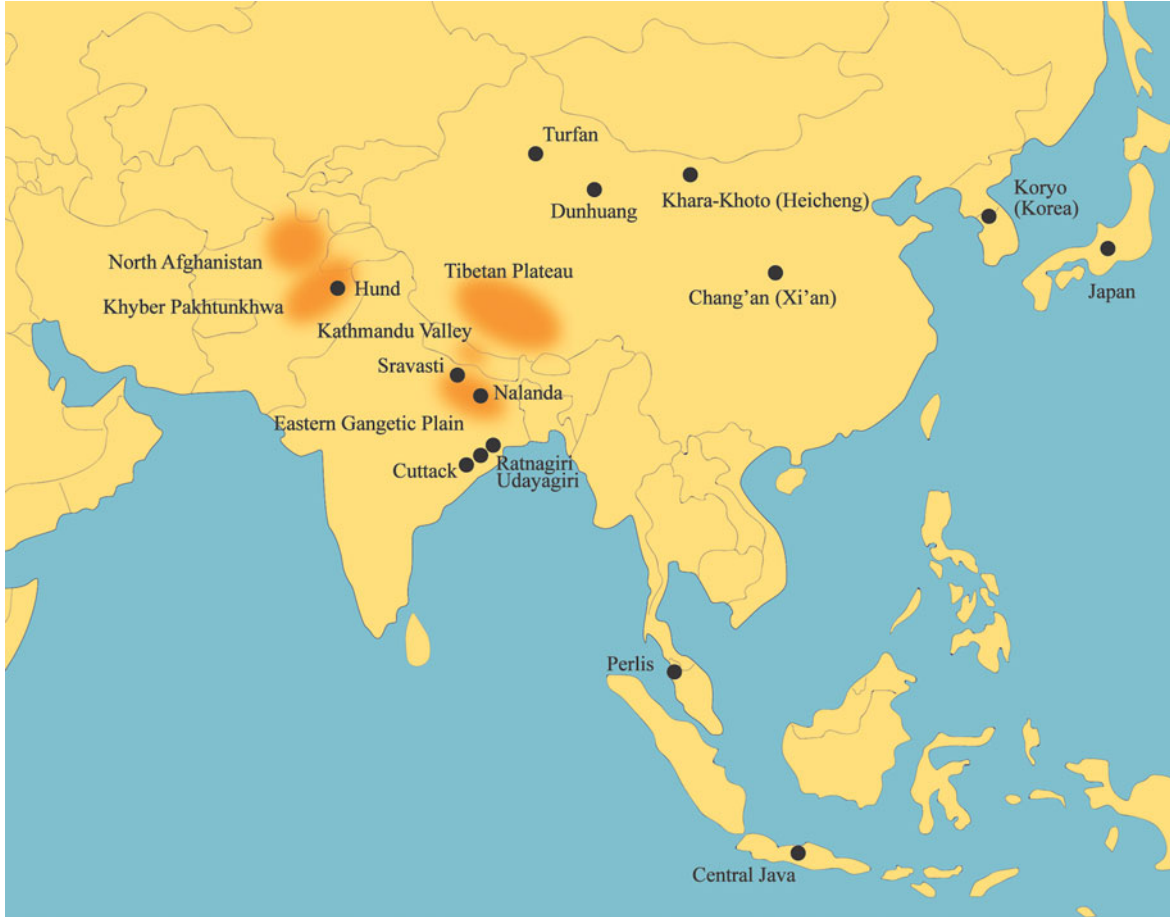 Turfan
Dunhuang
Khara-Khoto (Heicheng)
Koryo
(Korea)
North Afghanistan
Tibetan Plateau
Hund
Khyber Pakhtunkhwa
Chang’an (Xi’an)
Japan
Kathmandu Valley
Sravasti
Nalanda
Eastern Gangetic Plain
Cuttack
Ratnagiri
Udayagiri
Perlis
Central Java